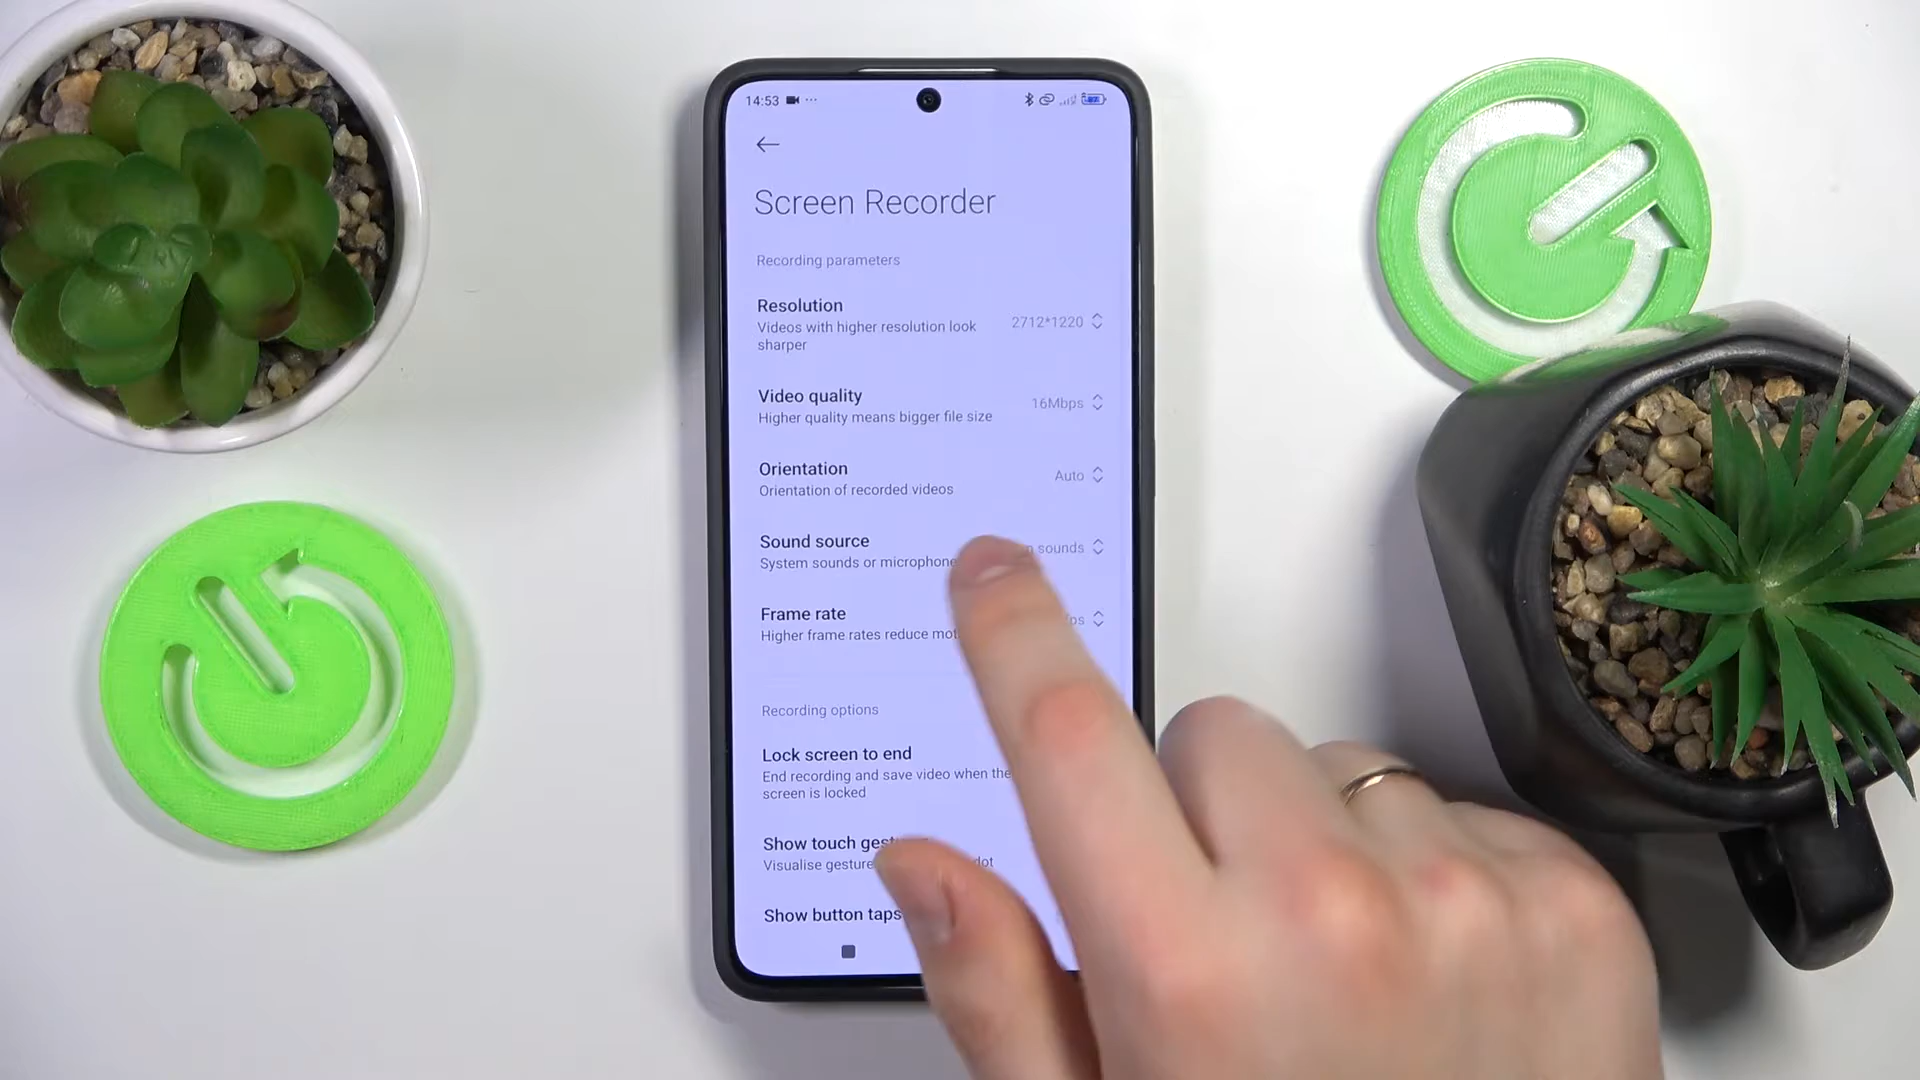 14:53
Screen Recorder
Recording parameters
Resolution
Videos with higher resolution look
sharper
2712*1220
Video quality
Higher quality means bigger file size
16Mbps
Orientation
Orientation of recorded videos
Auto
Sound source
System sounds or microphone
sounds
Frame rate
Higher frame rates reduce
Recording options
Lock screen to end
End recording and save video when the
screen is locked
Show touch
Visualise
dot
Show button taps